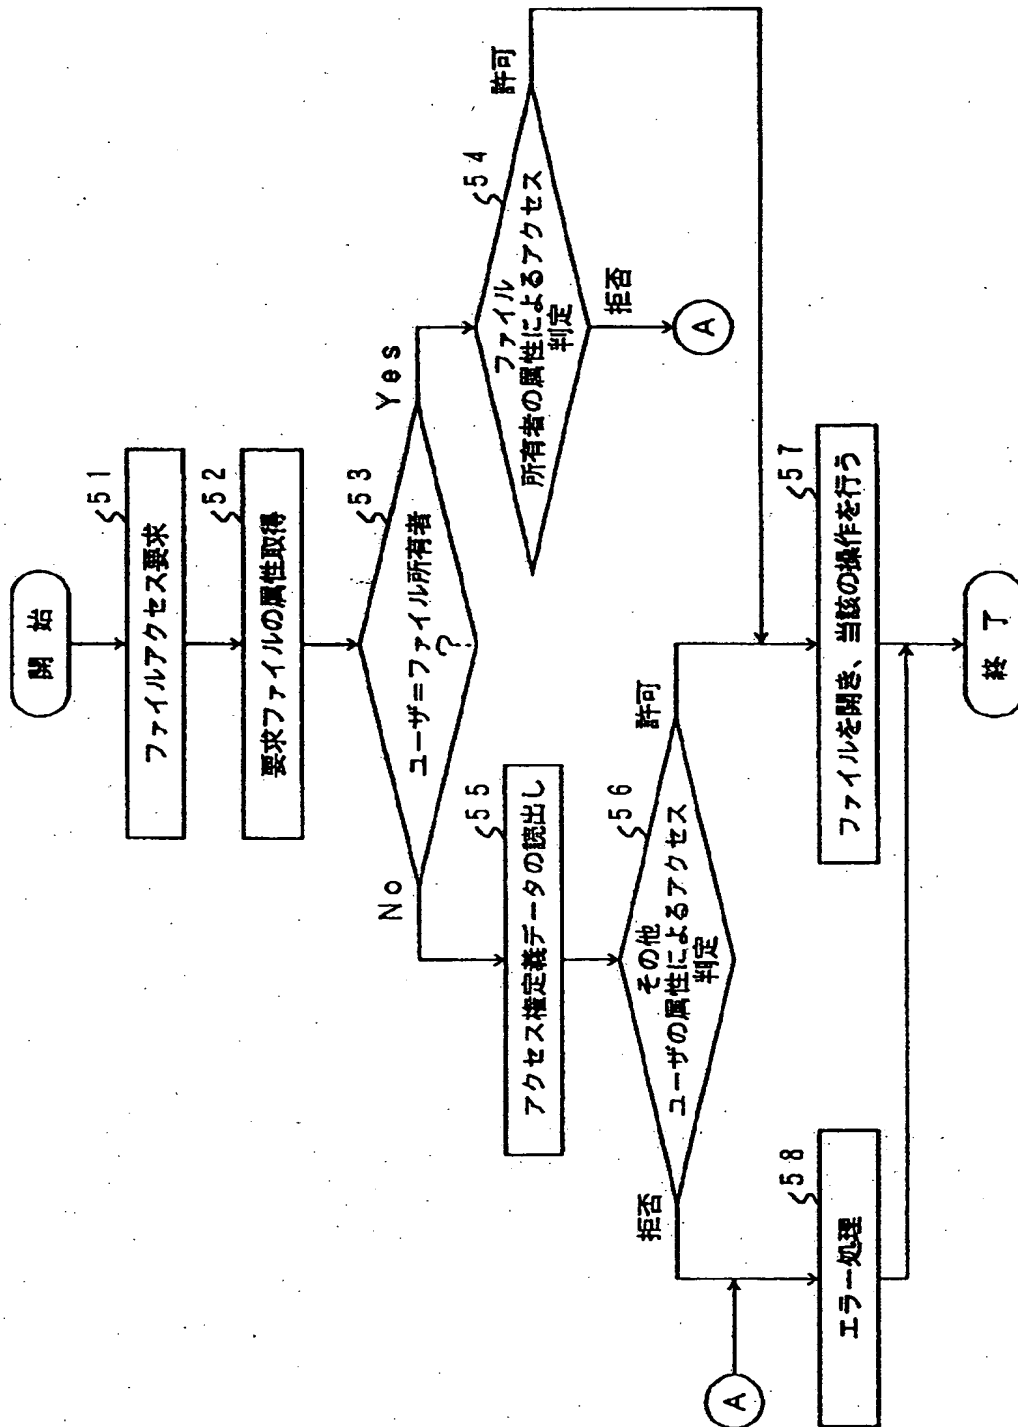 開 始
51
ファイルアクセス要求
52
要求ファイルの属性取得
53
ユーザ=ファイル所有者
?
Yes
No
54
ファイル
所有者の属性によるアクセス
判定
許可
拒否
A
55
アクセス権定義データの読出し
56
その他
ユーザの属性によるアクセス
判定
許可
拒否
A
57
ファイルを開き、当該の操作を行う
58
エラー処理
終 了